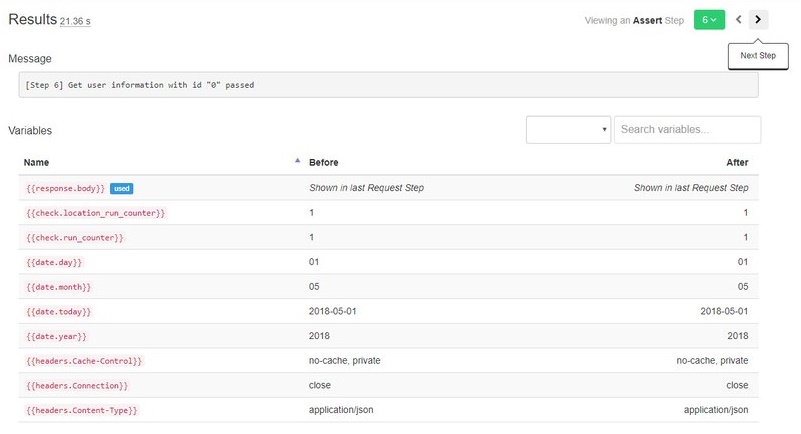 Results 21.36 s
Viewing an Assert Step 6
Next Step
Message
[Step 6] Get user information with id "0" passed
Variables
Search variables...
Name Before After
{{response.body}} used Shown in last Request Step Shown in last Request Step
{{check.location_run_counter}} 1 1
{{check.run_counter}} 1 1
{{date.day}} 01 01
{{date.month}} 05 05
{{date.today}} 2018-05-01 2018-05-01
{{date.year}} 2018 2018
{{headers.Cache-Control}} no-cache, private no-cache, private
{{headers.Connection}} close close
{{headers.Content-Type}} application/json application/json